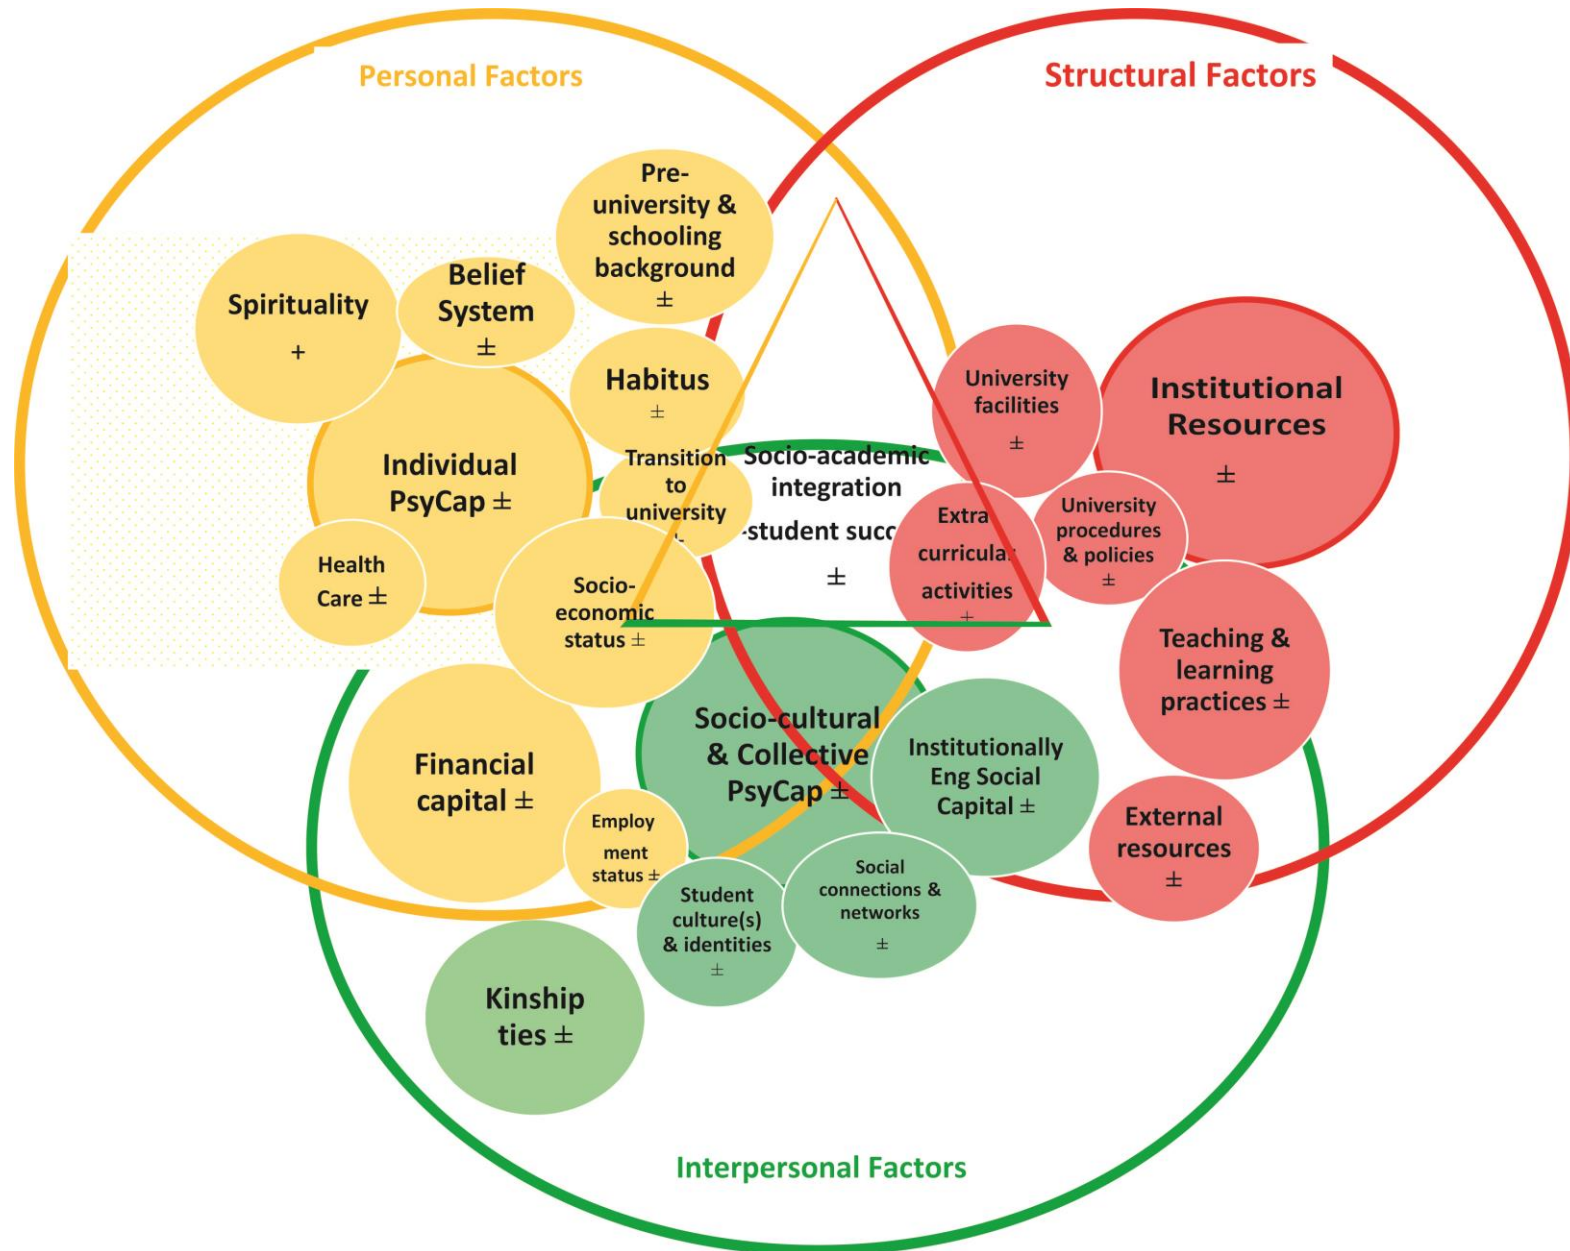 Personal Factors
Structural Factors
Pre-
university &
schooling
background
±
Spirituality
+
Belief
System
±
Habitus
±
University
facilities
±
Institutional
Resources
±
Individual
PsyCap ±
Transition
to
university
Socio-academic
integration
-student
±
Extra
curricular
activities
±
University
procedures
& policies
±
Health
Care ±
Socio-
economic
status ±
Teaching &
learning
practices ±
Financial
capital ±
Socio-cultural
& Collective
PsyCap ±
Institutionally
Eng Social
Capital ±
Employ
ment
status ±
External
resources
±
Student
culture(s)
& identities
±
Social
connections &
networks
±
Kinship
ties ±
Interpersonal Factors